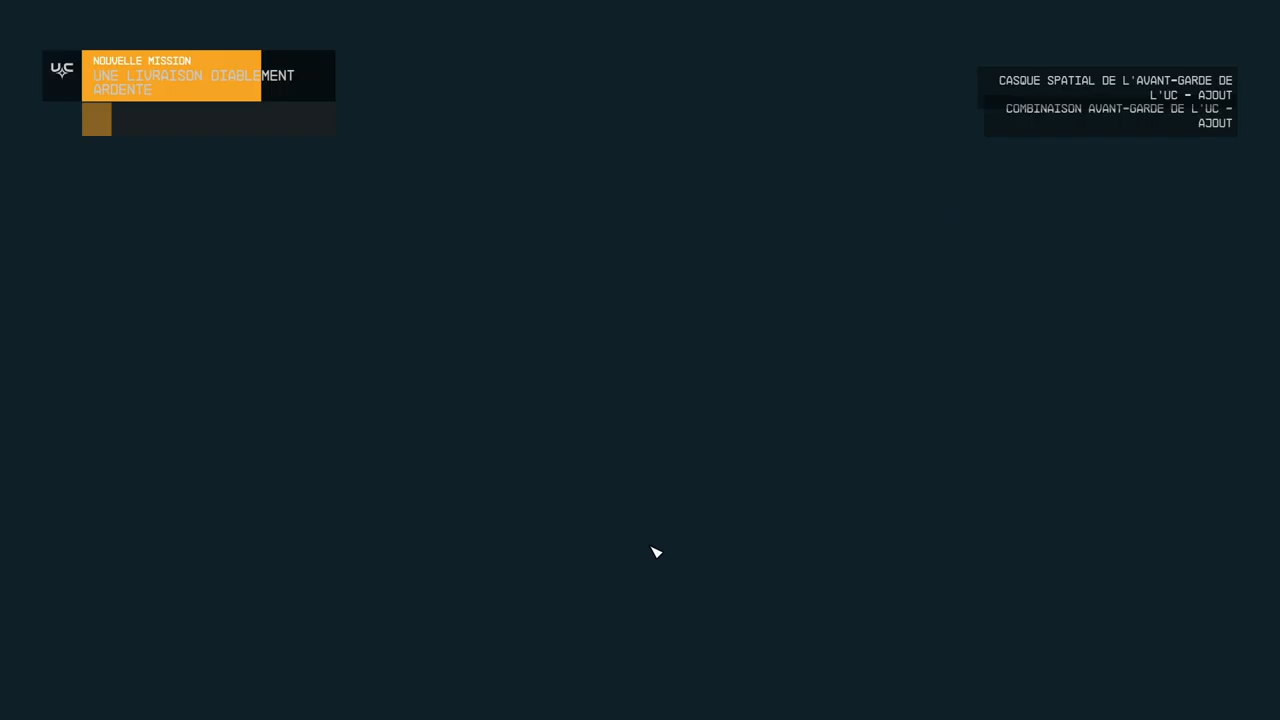 UC
NOUVELLE MISSION
UNE LIVRAISON DIABLEMENT
ARDENTE
CASQUE SPATIAL DE L'AVANT-GARDE DE
L'UC - AJOUT
COMBINAISON AVANT-GARDE DE L'UC -
AJOUT